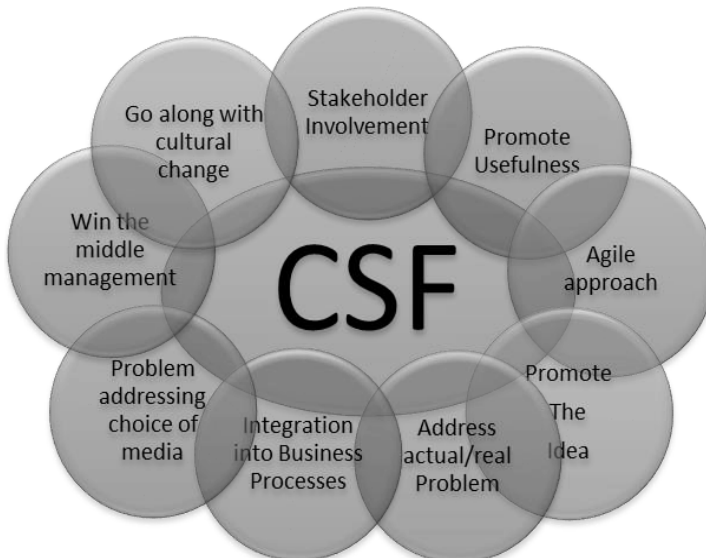 Stakeholder
Involvement
Promote
Usefulness
Agile
approach
Promote
The
Idea
Address
actual/real
Problem
Integration
into Business
Processes
Problem
addressing
choice of
media
Win the
middle
management
Go along with
cultural
change
CSF